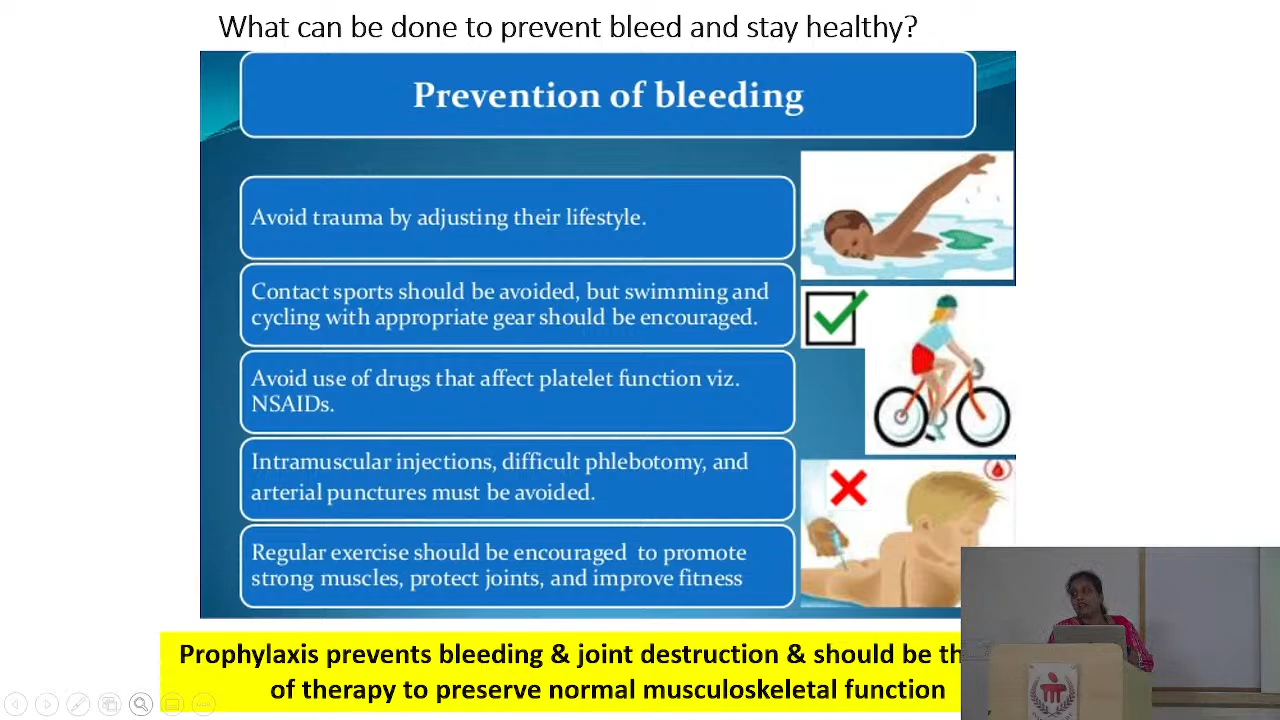 What can be done to prevent bleed and stay healthy?
Prevention of bleeding
Avoid trauma by adjusting their lifestyle.
Contact sports should be avoided, but swimming and
cycling with appropriate gear should be encouraged.
Avoid use of drugs that affect platelet function viz.
NSAIDs.
Intramuscular injections, difficult phlebotomy, and
arterial punctures must be avoided.
Regular exercise should be encouraged to promote
strong muscles, protect joints, and improve fitness
Prophylaxis prevents bleeding & joint destruction & should be
of therapy to preserve normal musculoskeletal function